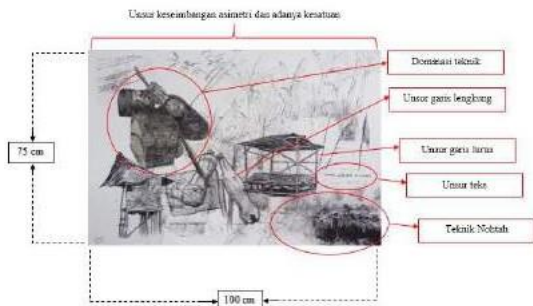 Unsur keseimbangan asimetri dan adanya kesatuan
Dominasi teknik
Unsur garis lengkung
Unsur garis lurus
Unsur teks
Teknik Nohtah
75 cm
100 cm